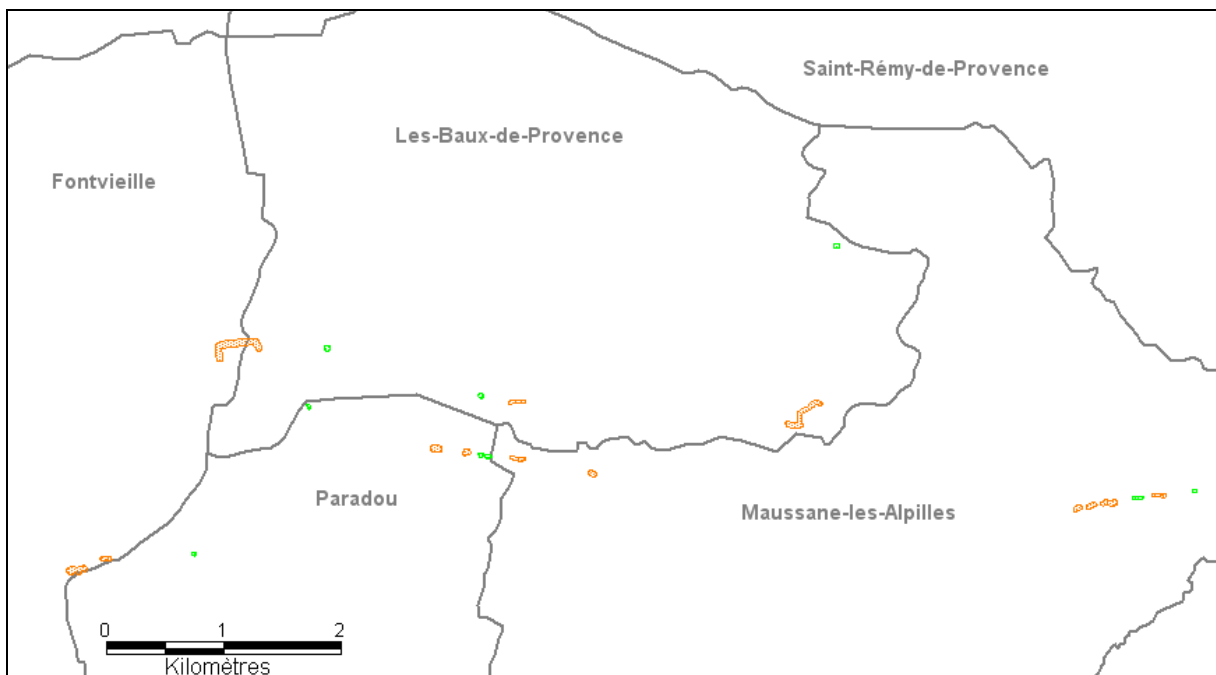 Saint-Rémy-de-Provence
Les-Baux-de-Provence
Fontvieille
Paradou
Maussane-les-Alpilles
0 1 2
Kilomètres